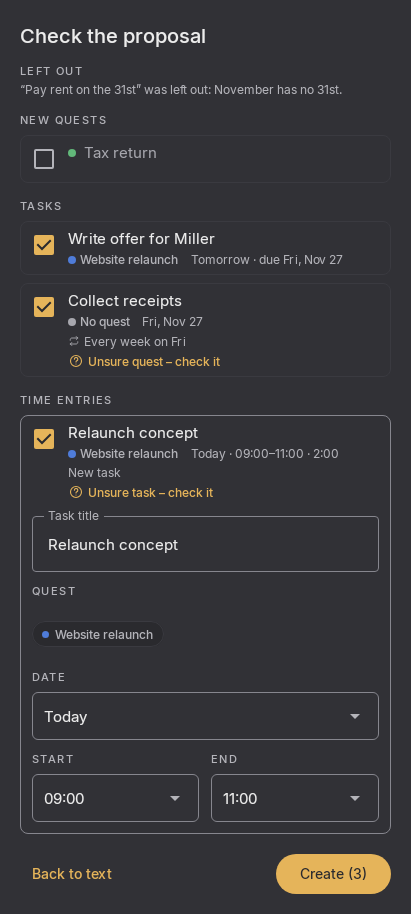 Check the proposal
LEFT OUT
“Pay rent on the 31st” was left out: November has no 31st.
NEW QUESTS
Tax return
TASKS
Write offer for Miller
Website relaunch Tomorrow · due Fri, Nov 27
Collect receipts
No quest Fri, Nov 27
Every week on Fri
Unsure quest – check it
TIME ENTRIES
Relaunch concept
Website relaunch Today · 09:00–11:00 · 2:00
New task
Unsure task – check it
Task title
Relaunch concept
QUEST
Website relaunch
DATE
Today
START END
09:00 11:00
Back to text Create (3)